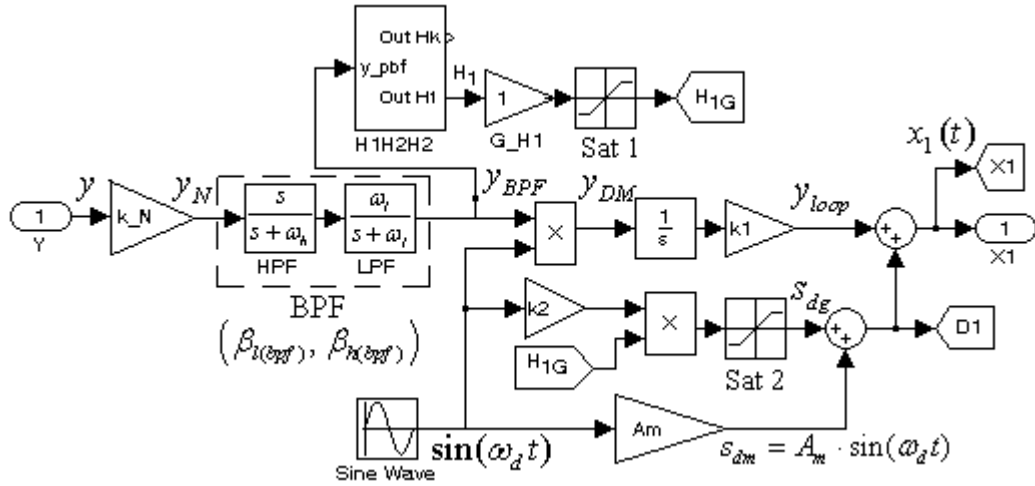 Out Hk
y_pbf
H1
Out H1
1
H1G
H1H2H2
G_H1
Sat 1
x1(t)
X1
y
yN
yBPF
yDM
yloop
1
Y
k_N
s
s + ωh
ωl
s + ωl
HPF
LPF
×
1
s
k1
+
+
1
X1
BPF
(βl(bpf), βh(bpf))
k2
×
Sdg
+
+
D1
H1G
Sat 2
Am
sin(ωd t)
sdm = Am · sin(ωd t)
Sine Wave